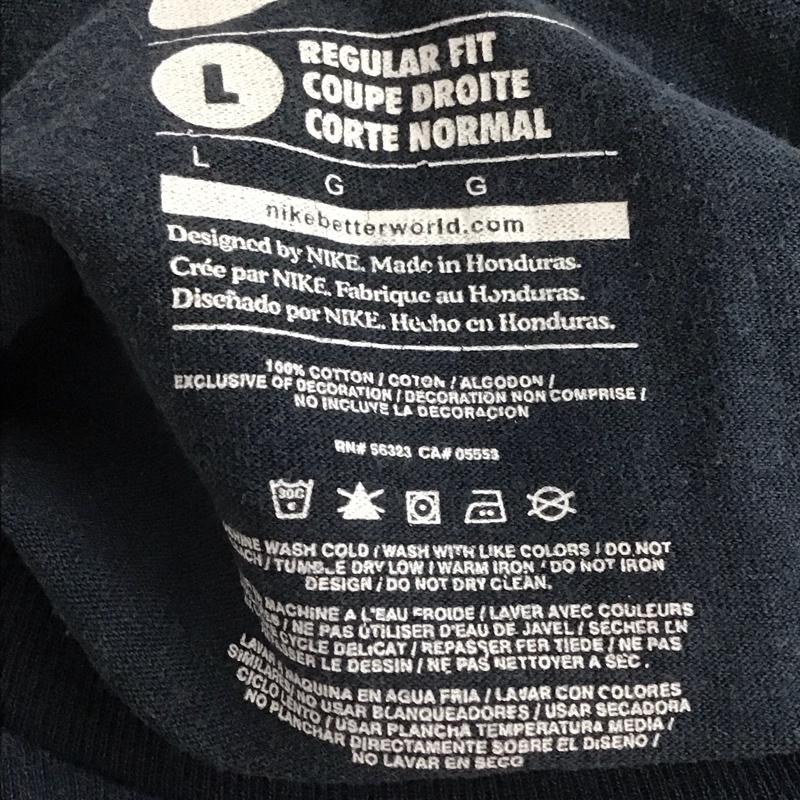 L
REGULAR FIT
COUPE DROITE
CORTE NORMAL
L G G
nikebetterworld.com
Designed by NIKE. Made in Honduras.
Crée par NIKE. Fabrique au Honduras.
Diseñado por NIKE. Hecho en Honduras.
100% COTTON / COTON / ALGODON /
EXCLUSIVE OF DECORATION / DECORATION NON COMPRISE /
NO INCLUYE LA DECORACION
RN# 56323 CA# 05553
30C
WASH COLD / WASH WITH LIKE COLORS / DO NOT
/ TUMBLE DRY LOW / WARM IRON / DO NOT IRON
DESIGN / DO NOT DRY CLEAN.
MACHINE A L'EAU FROIDE / LAVER AVEC COULEURS
/ NE PAS UTILISER D'EAU DE JAVEL / SECHER EN
CYCLE DELICAT / REPASSER FER TIEDE / NE PAS
LE DESSIN / NE PAS NETTOYER A SEC.
LAVAR A MAQUINA EN AGUA FRIA / LAVAR CON COLORES
SIMILARES / NO USAR BLANQUEADORES / USAR SECADORA
CICLO LENTO / USAR PLANCHA TEMPERATURA MEDIA /
NO PLANCHAR DIRECTAMENTE SOBRE EL DISEÑO /
NO LAVAR EN SECO